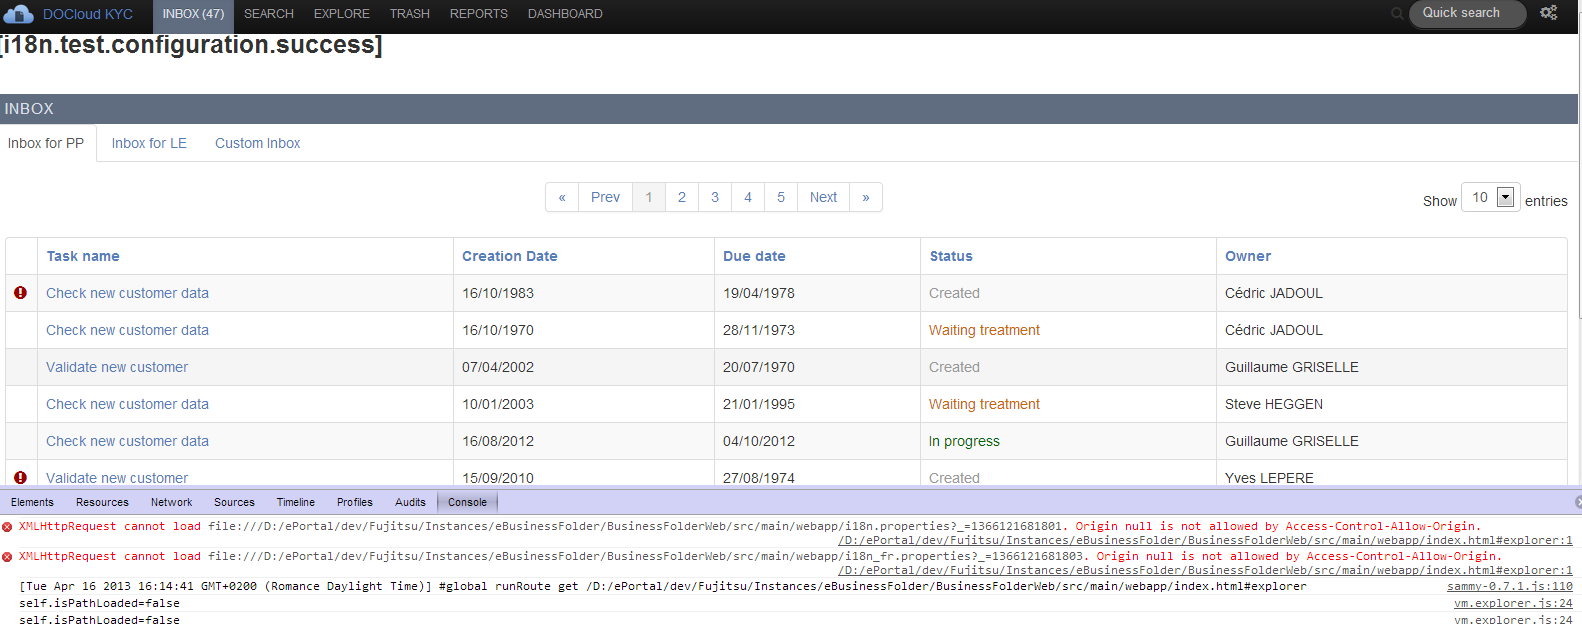 DOCloud KYC INBOX (47) SEARCH EXPLORE TRASH REPORTS DASHBOARD Quick search
[i18n.test.configuration.success]
INBOX
Inbox for PP Inbox for LE Custom Inbox
« Prev 1 2 3 4 5 Next » Show 10 entries
Task name Creation Date Due date Status Owner
Check new customer data 16/10/1983 19/04/1978 Created Cédric JADOUL
Check new customer data 16/10/1970 28/11/1973 Waiting treatment Cédric JADOUL
Validate new customer 07/04/2002 20/07/1970 Created Guillaume GRISELLE
Check new customer data 10/01/2003 21/01/1995 Waiting treatment Steve HEGGEN
Check new customer data 16/08/2012 04/10/2012 In progress Guillaume GRISELLE
Validate new customer 15/09/2010 27/08/1974 Created Yves LEPERE
Elements Resources Network Sources Timeline Profiles Audits Console
XMLHttpRequest cannot load file:///D:/ePortal/dev/Fujitsu/Instances/eBusinessFolder/BusinessFolderWeb/src/main/webapp/i18n.properties?_=1366121681801. Origin null is not allowed by Access-Control-Allow-Origin.
/D:/ePortal/dev/Fujitsu/Instances/eBusinessFolder/BusinessFolderWeb/src/main/webapp/index.html#explorer:1
XMLHttpRequest cannot load file:///D:/ePortal/dev/Fujitsu/Instances/eBusinessFolder/BusinessFolderWeb/src/main/webapp/i18n_fr.properties?_=1366121681803. Origin null is not allowed by Access-Control-Allow-Origin.
/D:/ePortal/dev/Fujitsu/Instances/eBusinessFolder/BusinessFolderWeb/src/main/webapp/index.html#explorer:1
[Tue Apr 16 2013 16:14:41 GMT+0200 (Romance Daylight Time)] #global runRoute get /D:/ePortal/dev/Fujitsu/Instances/eBusinessFolder/BusinessFolderWeb/src/main/webapp/index.html#explorer sammy-0.7.1.js:110
self.isPathLoaded=false vm.explorer.js:24
self.isPathLoaded=false vm.explorer.js:24